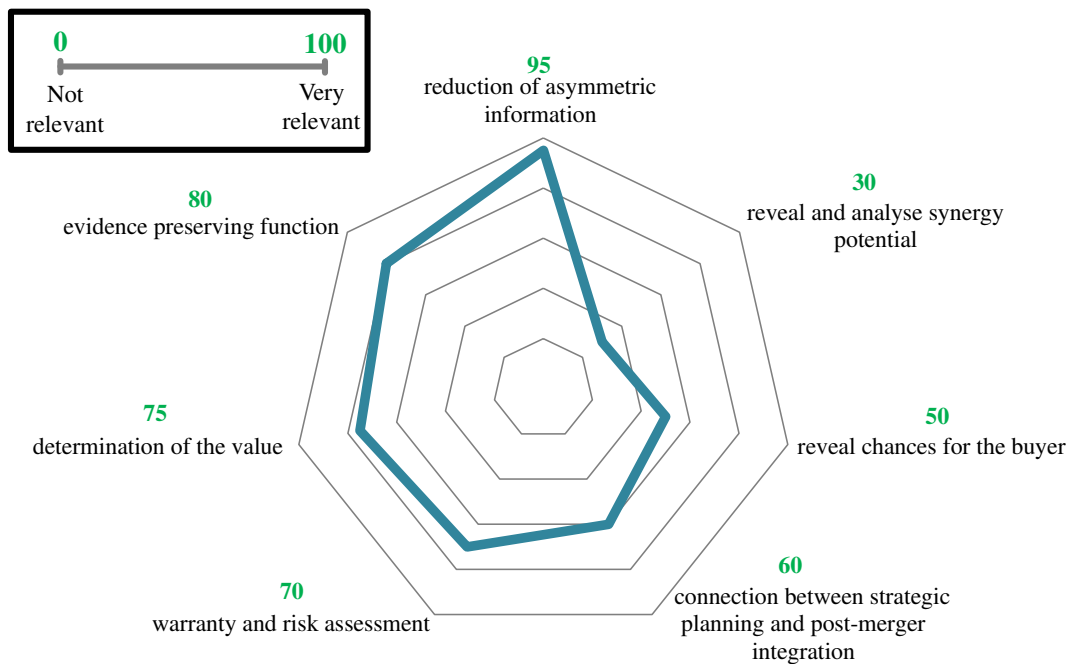 0
100
Not
relevant
Very
relevant
95
reduction of asymmetric
information
30
reveal and analyse synergy
potential
50
reveal chances for the buyer
60
connection between strategic
planning and post-merger
integration
70
warranty and risk assessment
75
determination of the value
80
evidence preserving function